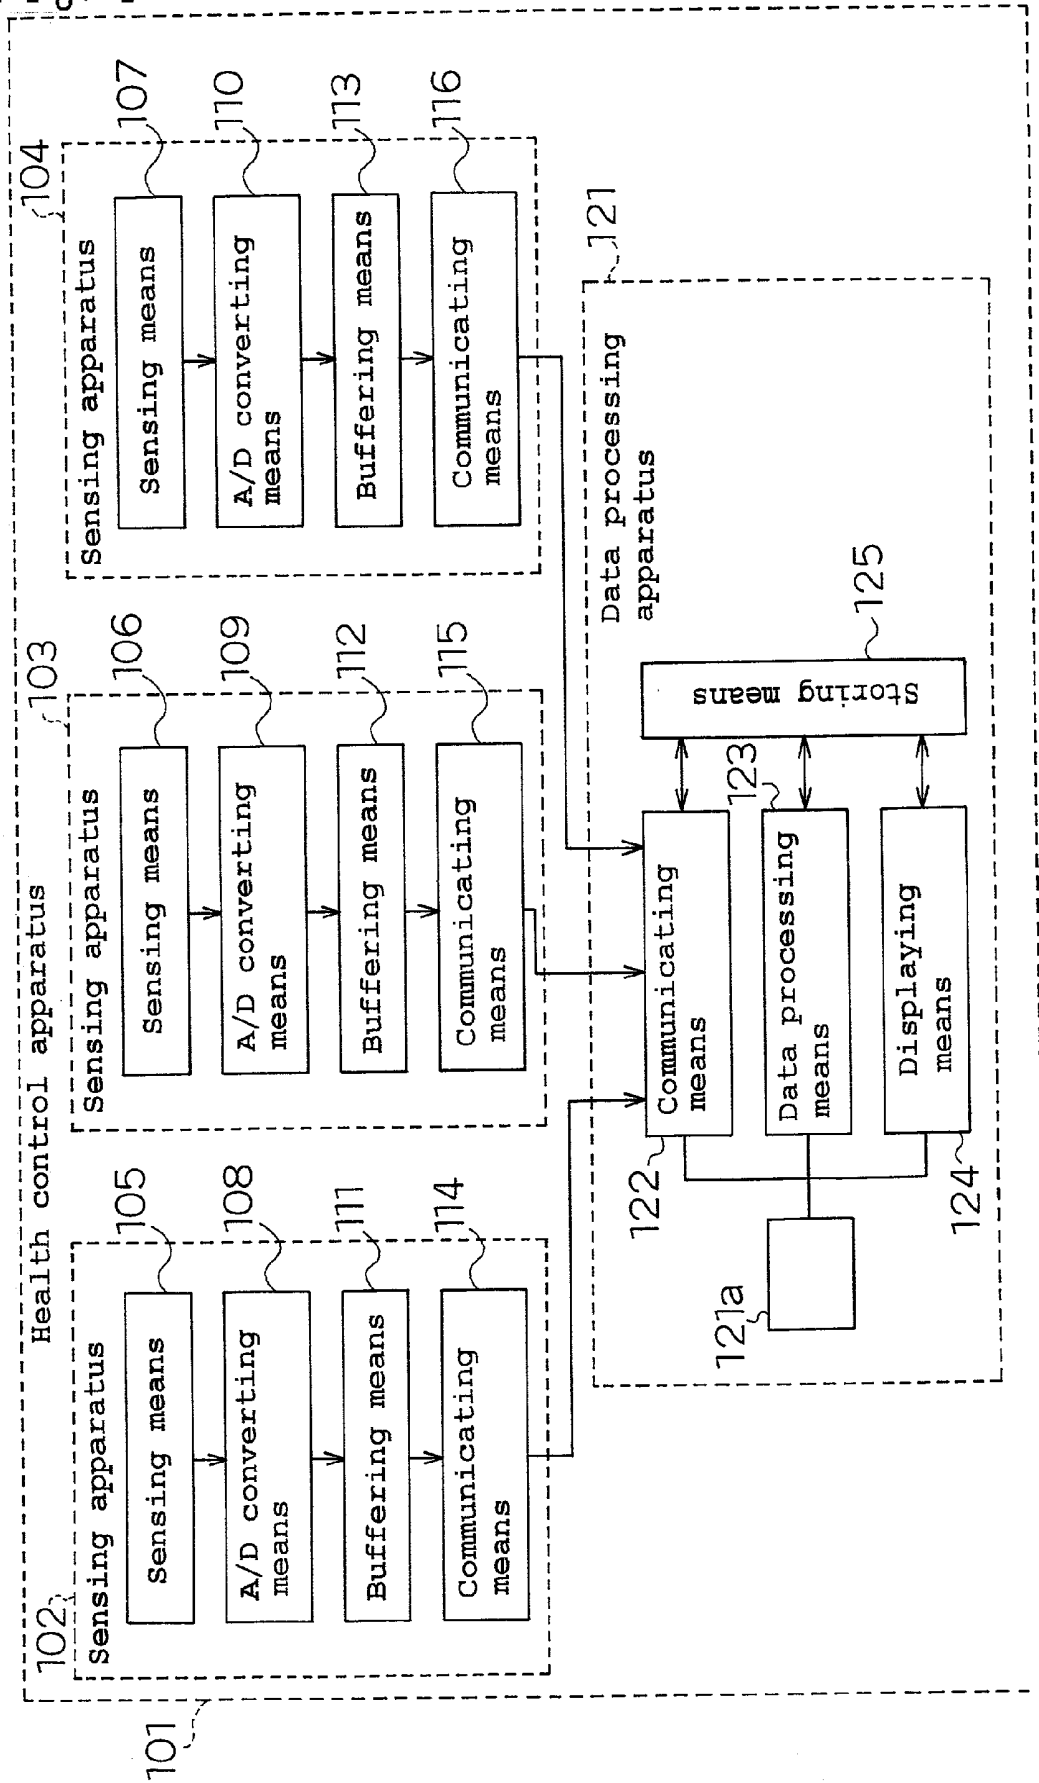 101
Health control apparatus
102
Sensing apparatus
Sensing means
105
A/D converting
means
108
Buffering means
111
Communicating
means
114
103
Sensing apparatus
Sensing means
106
A/D converting
means
109
Buffering means
112
Communicating
means
115
104
Sensing apparatus
Sensing means
107
A/D converting
means
110
Buffering means
113
Communicating
means
116
121
Data processing
apparatus
121a
122
Communicating
means
123
Data processing
means
124
Displaying
means
Storing means
125